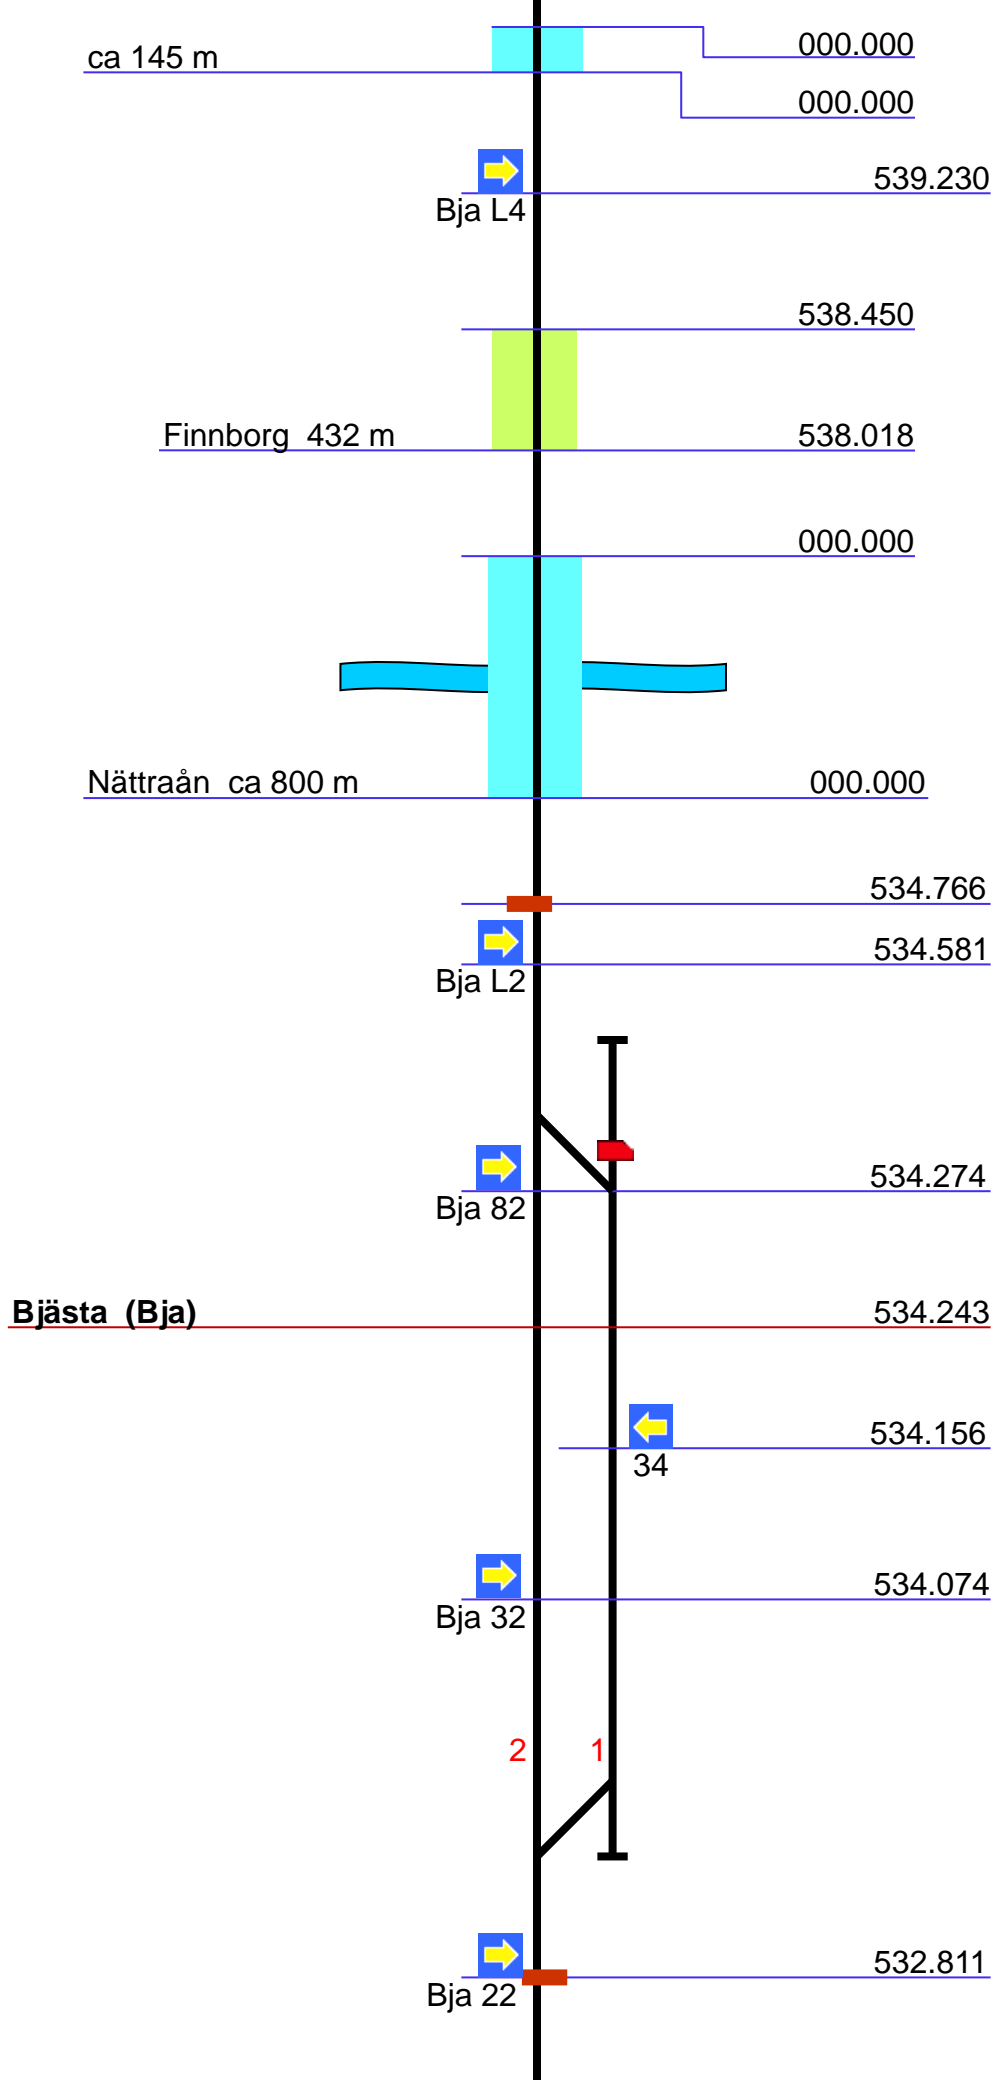 000.000
ca 145 m
000.000
539.230
Bja L4
538.450
Finnborg  432 m
538.018
000.000
Nättraån  ca 800 m
000.000
534.766
534.581
Bja L2
534.274
Bja 82
Bjästa  (Bja)
534.243
534.156
34
534.074
Bja 32
2
1
532.811
Bja 22